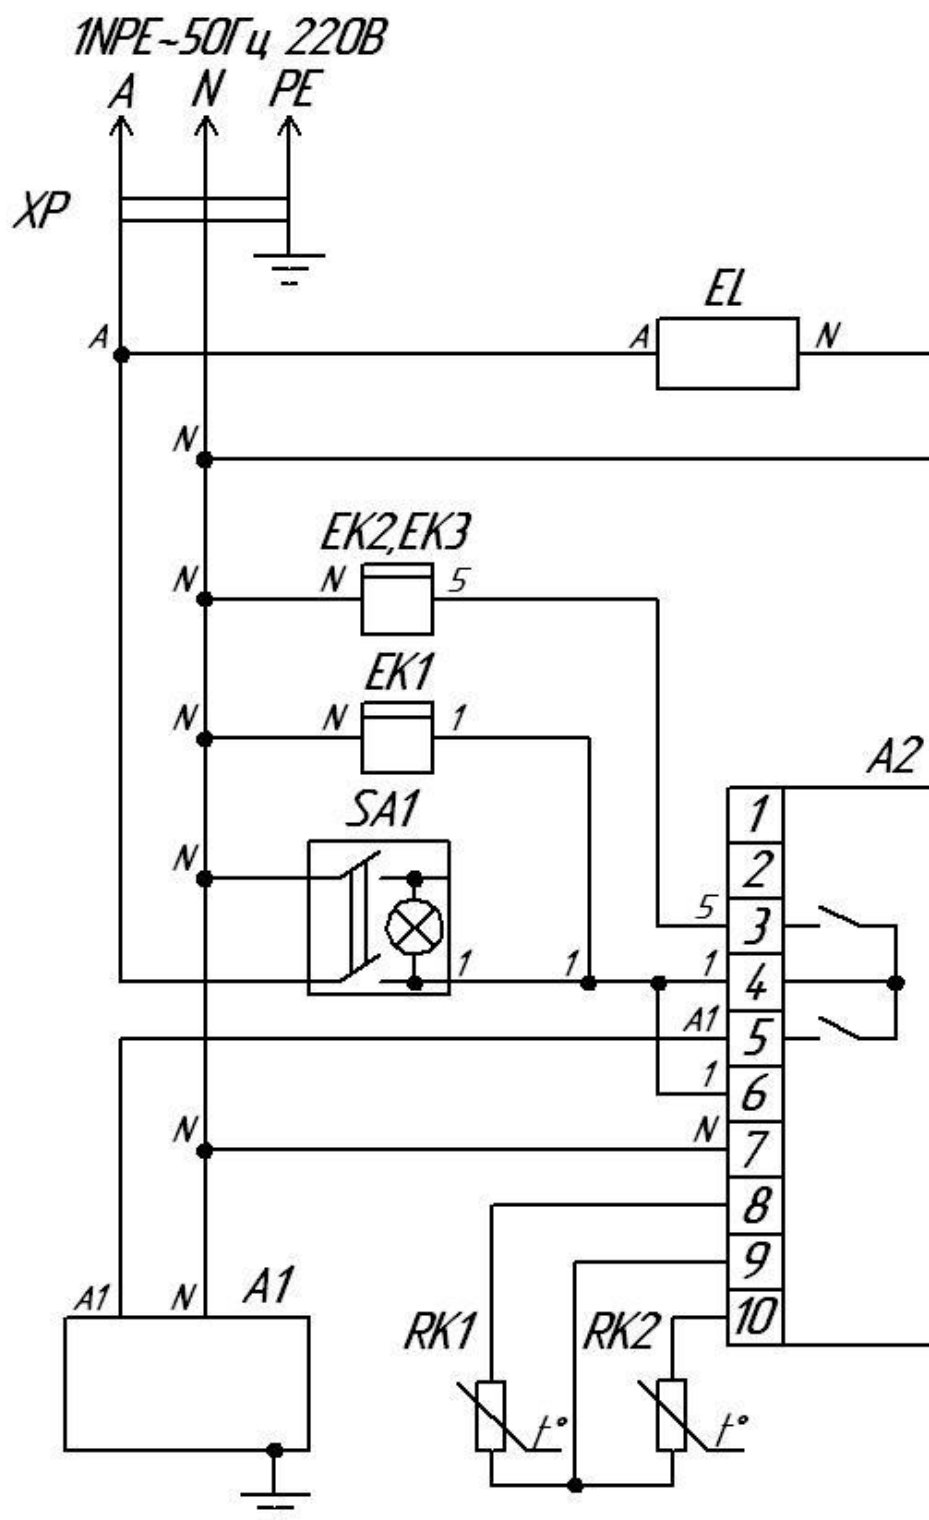 1NPE~50Гц 220В
A N PE
XP
EL
A A N
N
EK2,EK3
N N 5
EK1
N N 1
A2
SA1
1
N
2
5 3
1 1 1 4
A1 5
1 6
N N 7
8
9
A1 N A1
RK1 RK2 10
t° t°